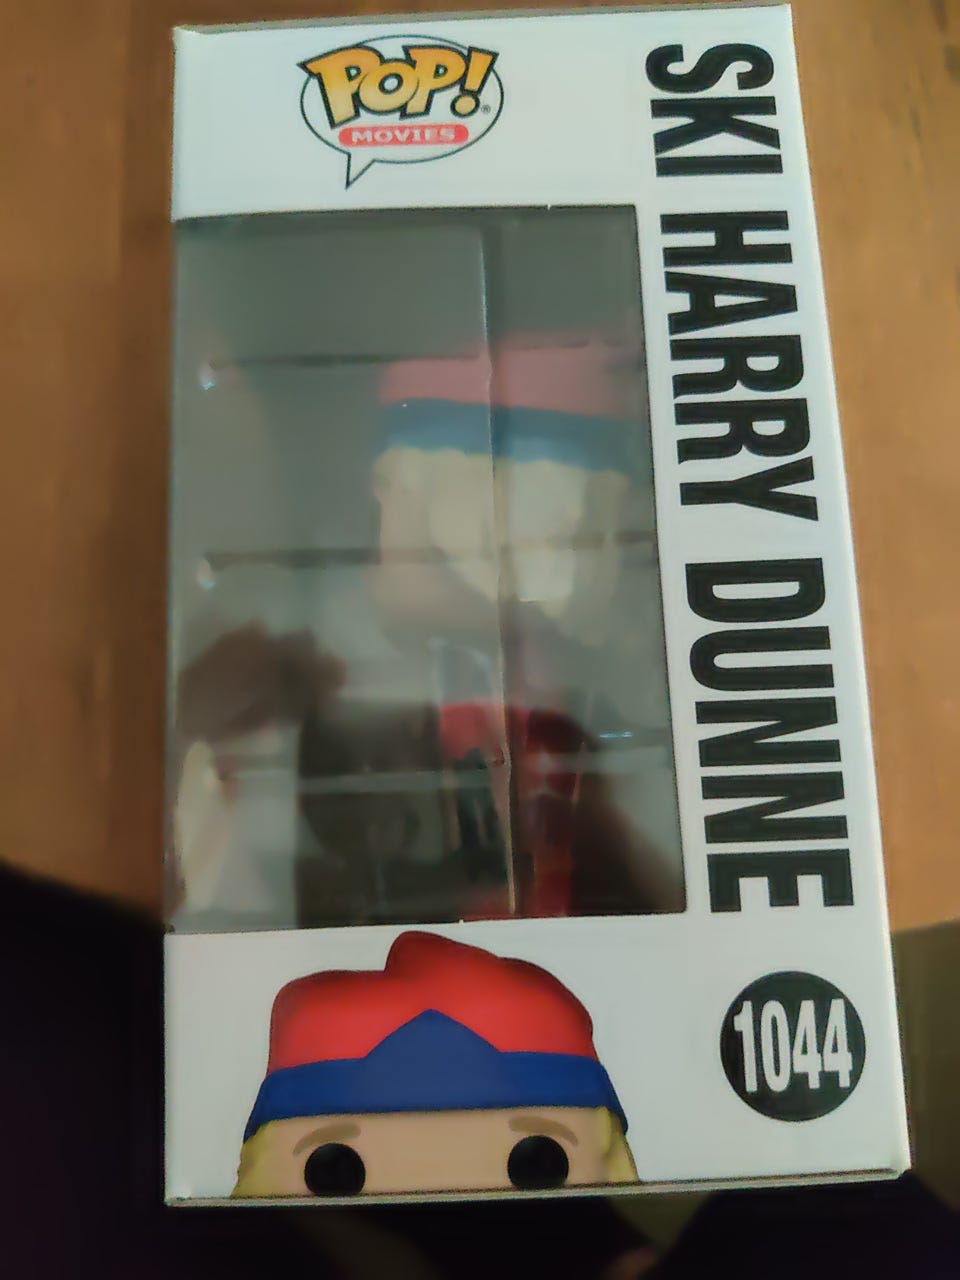 POP!
MOVIES
SKI HARRY DUNNE
1044